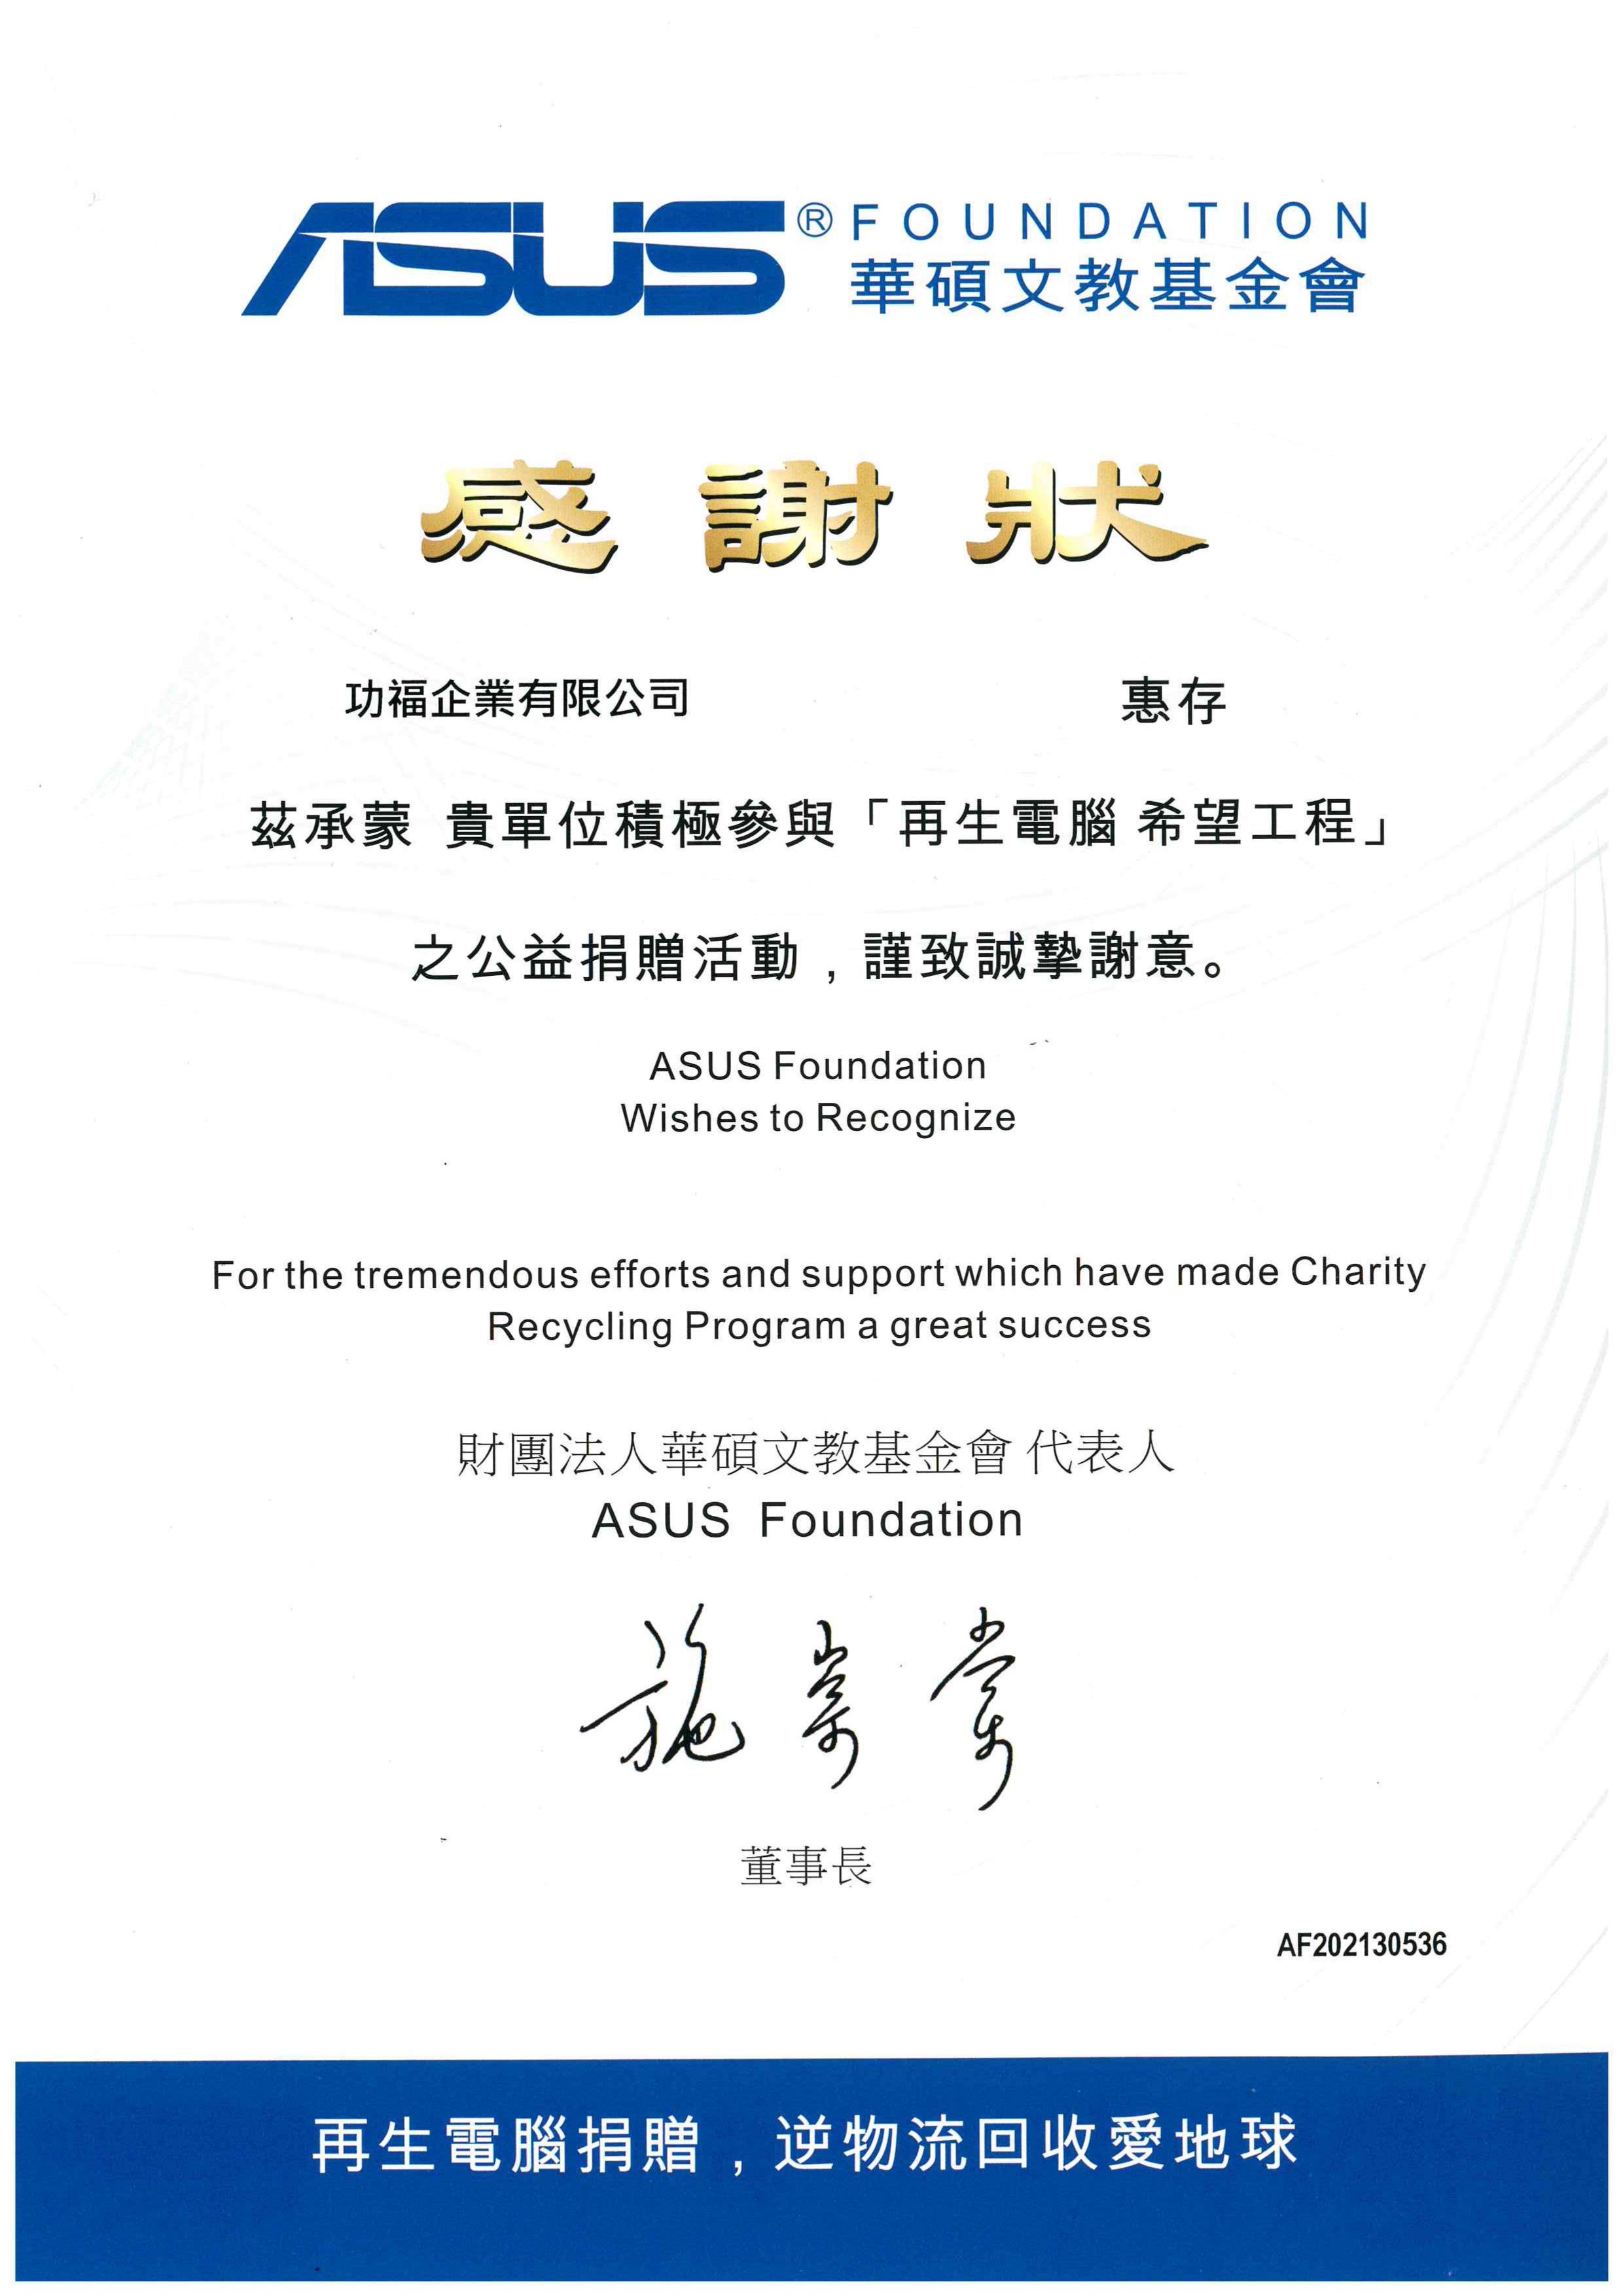 ASUS® FOUNDATION
華碩文教基金會
感謝狀
功福企業有限公司 惠存
茲承蒙 貴單位積極參與「再生電腦 希望工程」
之公益捐贈活動，謹致誠摯謝意。
ASUS Foundation
Wishes to Recognize
For the tremendous efforts and support which have made Charity
Recycling Program a great success
財團法人華碩文教基金會 代表人
ASUS Foundation
施崇棠
董事長
AF202130536
再生電腦捐贈，逆物流回收愛地球